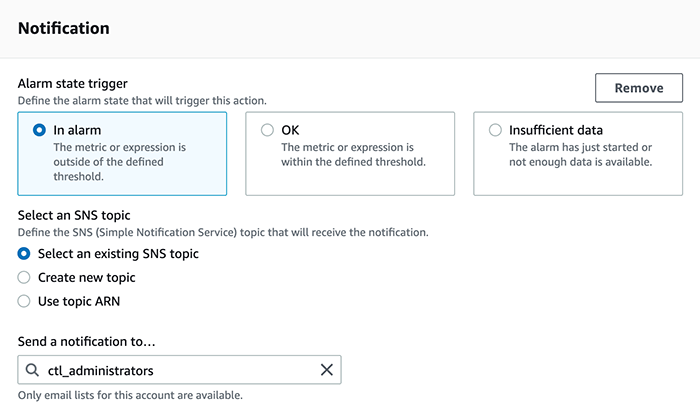 Notification
Alarm state trigger
Define the alarm state that will trigger this action.
Remove
In alarm
The metric or expression is
outside of the defined
threshold.
OK
The metric or expression is
within the defined threshold.
Insufficient data
The alarm has just started or
not enough data is available.
Select an SNS topic
Define the SNS (Simple Notification Service) topic that will receive the notification.
Select an existing SNS topic
Create new topic
Use topic ARN
Send a notification to…
ctl_administrators
Only email lists for this account are available.